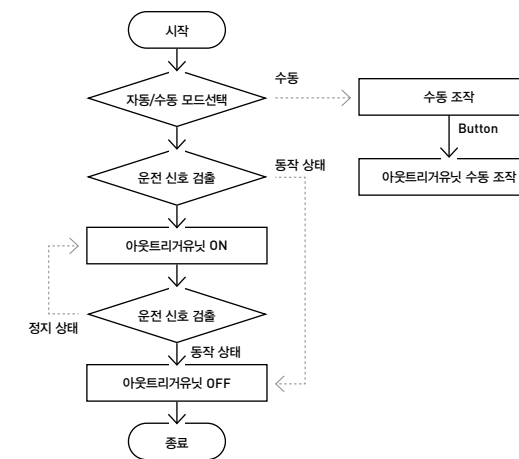 시작
수동
자동/수동 모드선택
수동 조작
Button
운전 신호 검출
동작 상태
아웃트리거유닛 수동 조작
아웃트리거유닛 ON
운전 신호 검출
정지 상태
동작 상태
아웃트리거유닛 OFF
종료